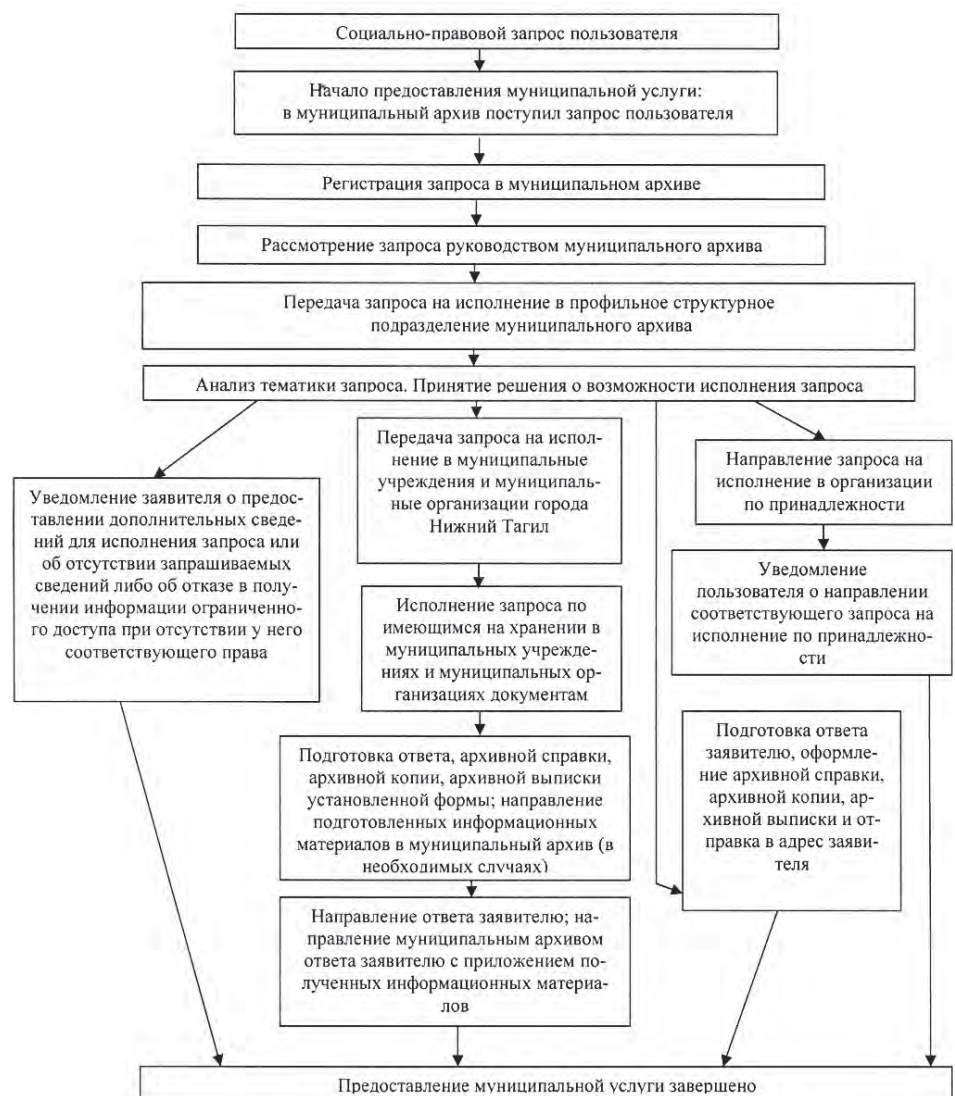 Социально-правовой запрос пользователя
Начало предоставления муниципальной услуги:
в муниципальный архив поступил запрос пользователя
Регистрация запроса в муниципальном архиве
Рассмотрение запроса руководством муниципального архива
Передача запроса на исполнение в профильное структурное
подразделение муниципального архива
Анализ тематики запроса. Принятие решения о возможности исполнения запроса
Уведомление заявителя о предос-
тавлении дополнительных сведе-
ний для исполнения запроса или
об отсутствии запрашиваемых
сведений либо об отказе в полу-
чении информации ограниченно-
го доступа при отсутствии у него
соответствующего права
Передача запроса на испол-
нение в муниципальные
учреждения и муниципаль-
ные организации города
Нижний Тагил
Исполнение запроса по
имеющимся на хранении в
муниципальных учрежде-
ниях и муниципальных ор-
ганизациях документам
Подготовка ответа, архивной справки,
архивной копии, архивной выписки
установленной формы; направление
подготовленных информационных
материалов в муниципальный архив (в
необходимых случаях)
Направление ответа заявителю; на-
правление муниципальным архивом
ответа заявителю с приложением по-
лученных информационных материа-
лов
Направление запроса на
исполнение в организации
по принадлежности
Уведомление
пользователя о направлении
соответствующего запроса на
исполнение по принадлежно-
сти
Подготовка ответа
заявителю, оформле-
ние архивной справки,
архивной копии, ар-
хивной выписки и от-
правка в адрес заяви-
теля
Предоставление муниципальной услуги завершено